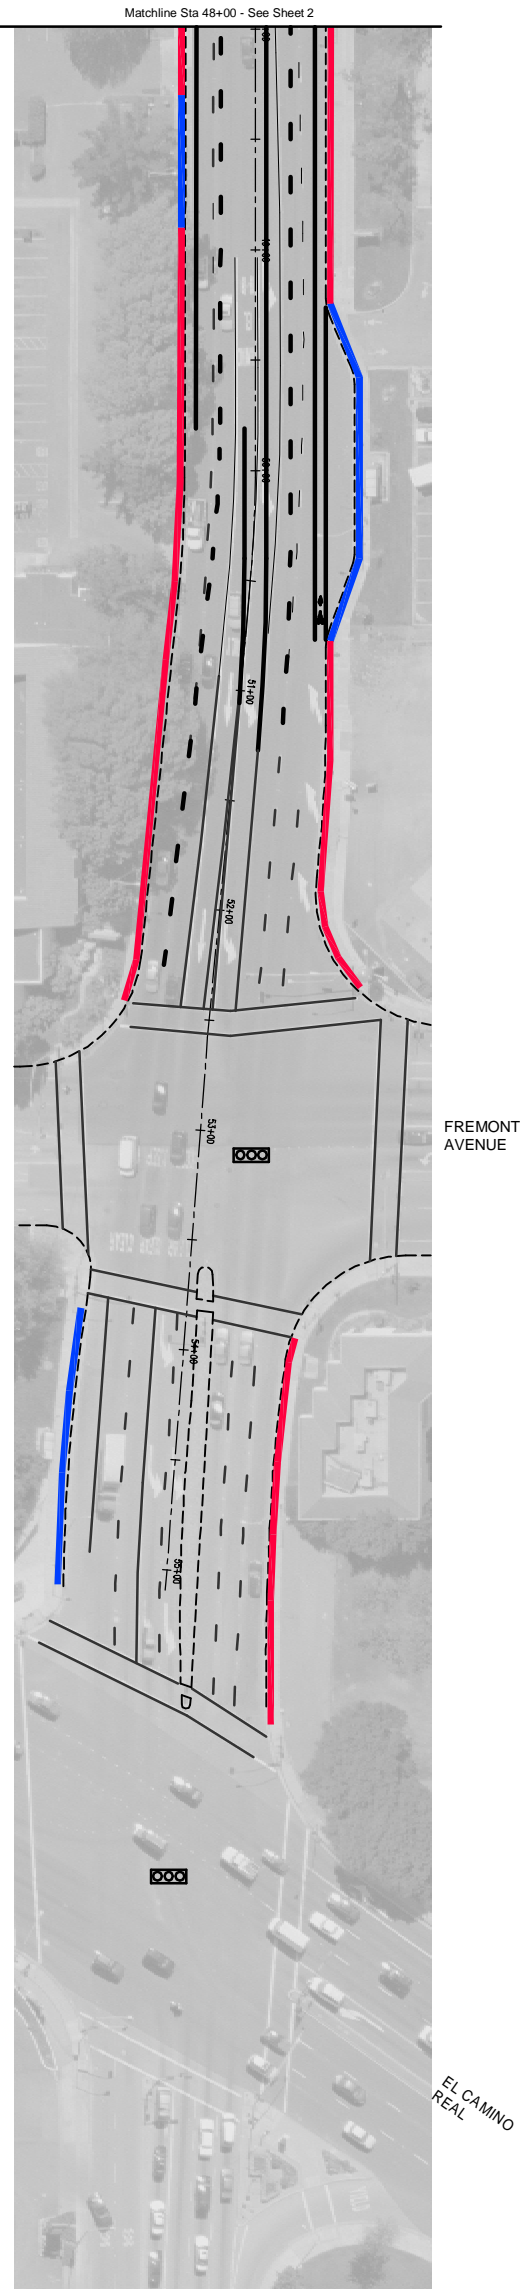 Matchline Sta 48+00 - See Sheet 2
51+00
52+00
53+00
FREMONT
AVENUE
54+00
55+00
EL CAMINO
REAL